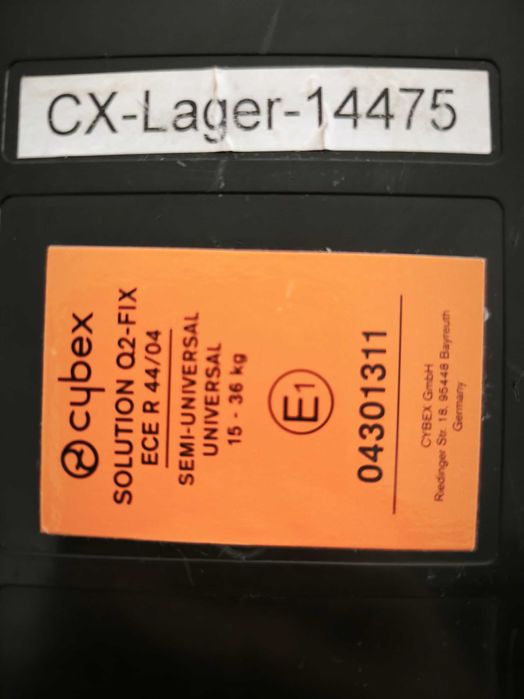 CX-Lager-14475
cybex
SOLUTION Q2-FIX
ECE R 44/04
SEMI-UNIVERSAL
UNIVERSAL
15 - 36 kg
E1
04301311
CYBEX GmbH
Riedinger Str. 18, 95448 Bayreuth
Germany